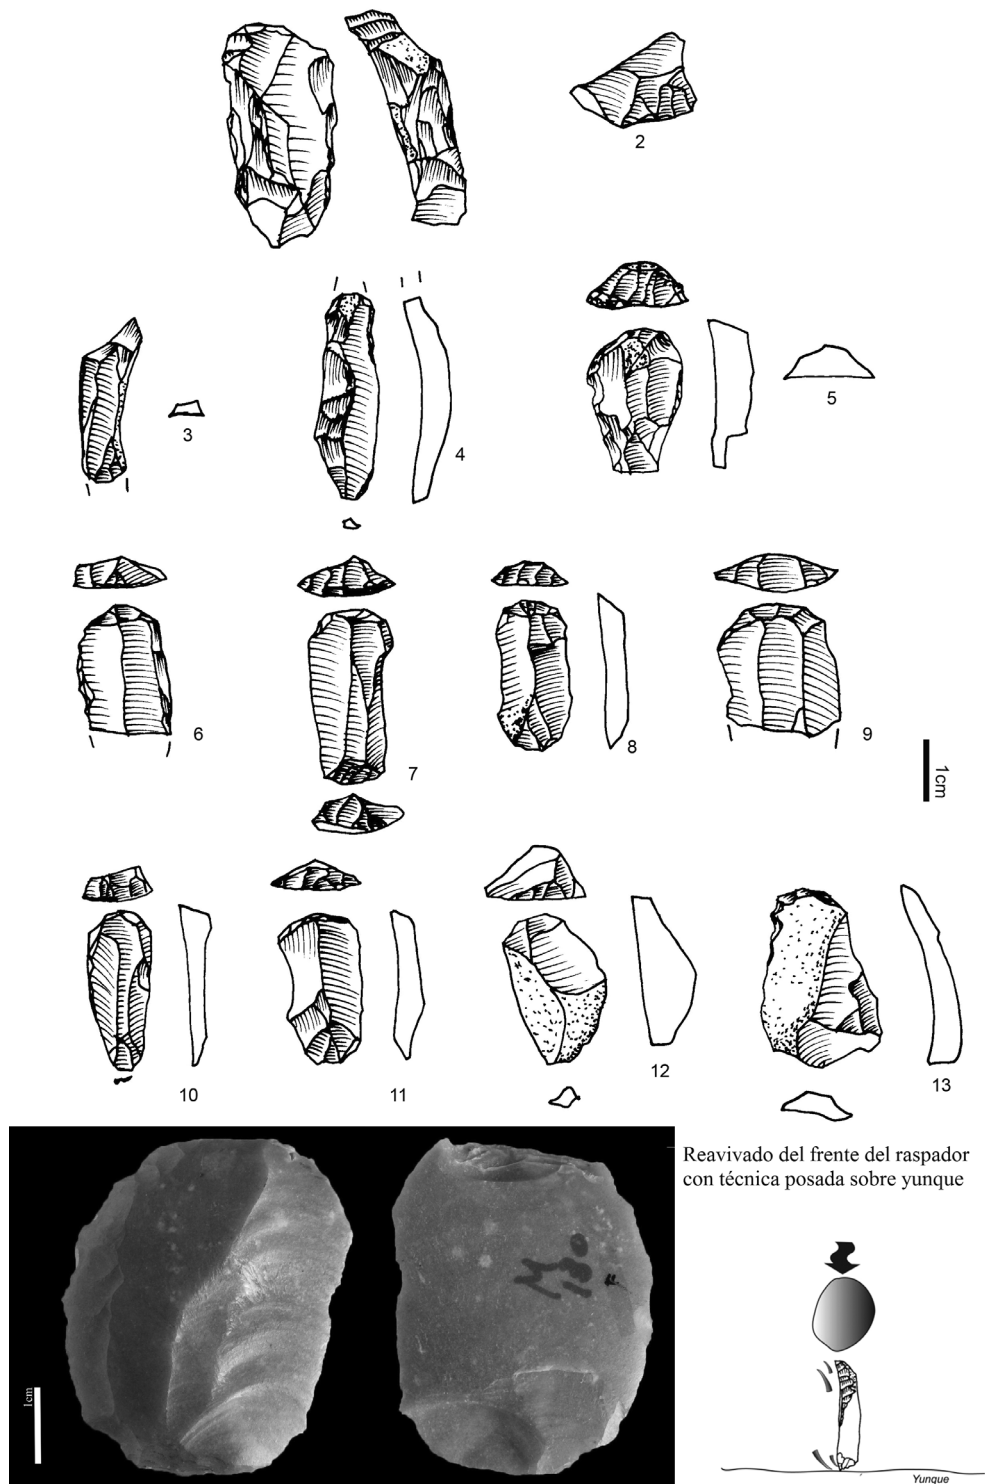 2
3
4
5
6
7
8
9
1cm
10
11
12
13
Reavivado del frente del raspador
con técnica posada sobre yunque
1cm
Yunque